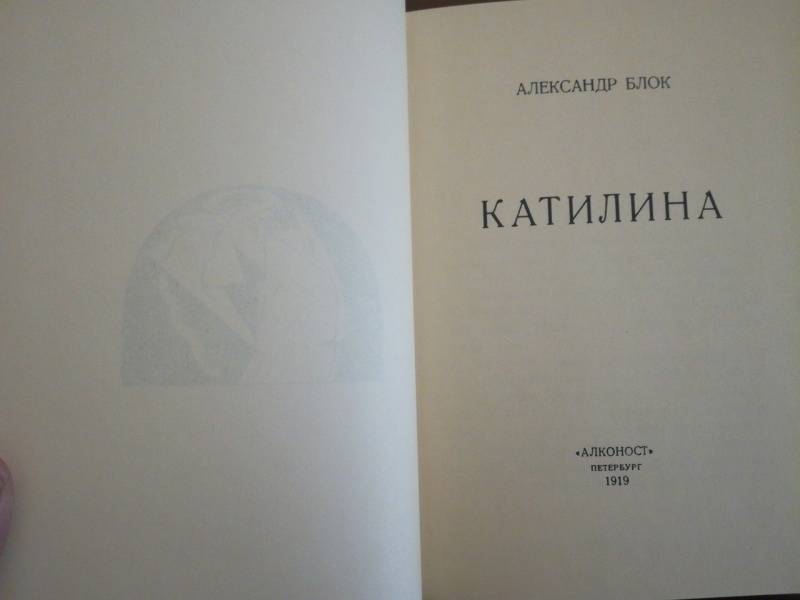 АЛЕКСАНДР БЛОК
КАТИЛИНА
«АЛКОНОСТ»
ПЕТЕРБУРГ
1919